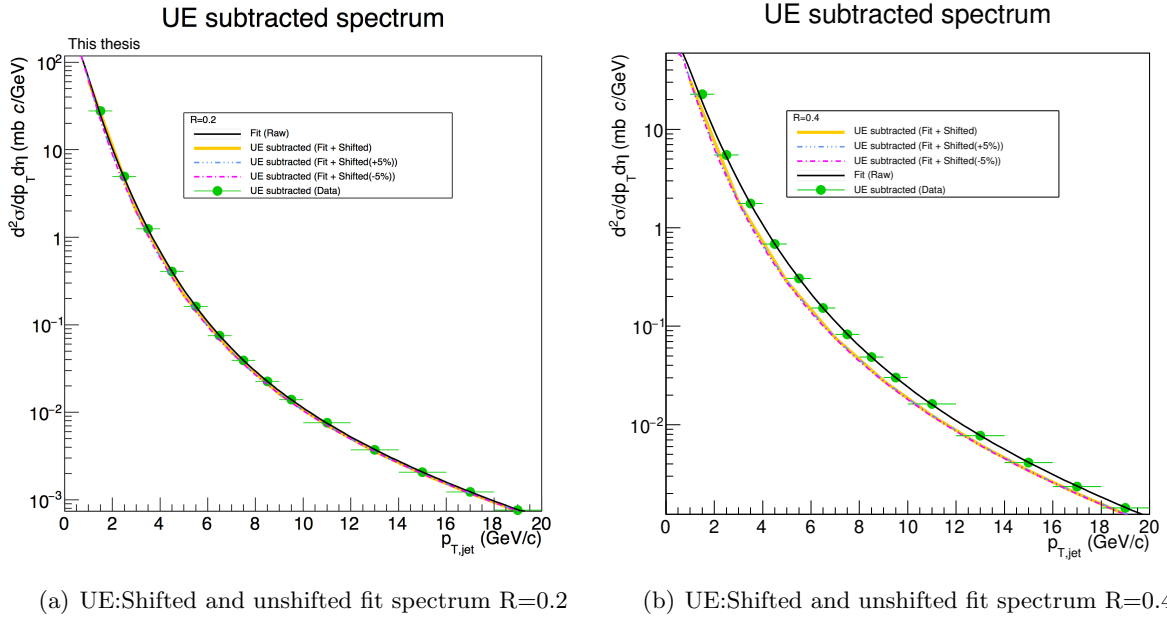 UE subtracted spectrum
This thesis
d²σ/dp_T dη (mb c/GeV)
10²
10
1
10⁻¹
10⁻²
10⁻³
R=0.2
Fit (Raw)
UE subtracted (Fit + Shifted)
UE subtracted (Fit + Shifted(+5%))
UE subtracted (Fit + Shifted(-5%))
UE subtracted (Data)
0 2 4 6 8 10 12 14 16 18 20
p_T,jet (GeV/c)
(a) UE:Shifted and unshifted fit spectrum R=0.2
UE subtracted spectrum
d²σ/dp_T dη (mb c/GeV)
10
1
10⁻¹
10⁻²
R=0.4
UE subtracted (Fit + Shifted)
UE subtracted (Fit + Shifted(+5%))
UE subtracted (Fit + Shifted(-5%))
Fit (Raw)
UE subtracted (Data)
0 2 4 6 8 10 12 14 16 18 20
p_T,jet (GeV/c)
(b) UE:Shifted and unshifted fit spectrum R=0.4